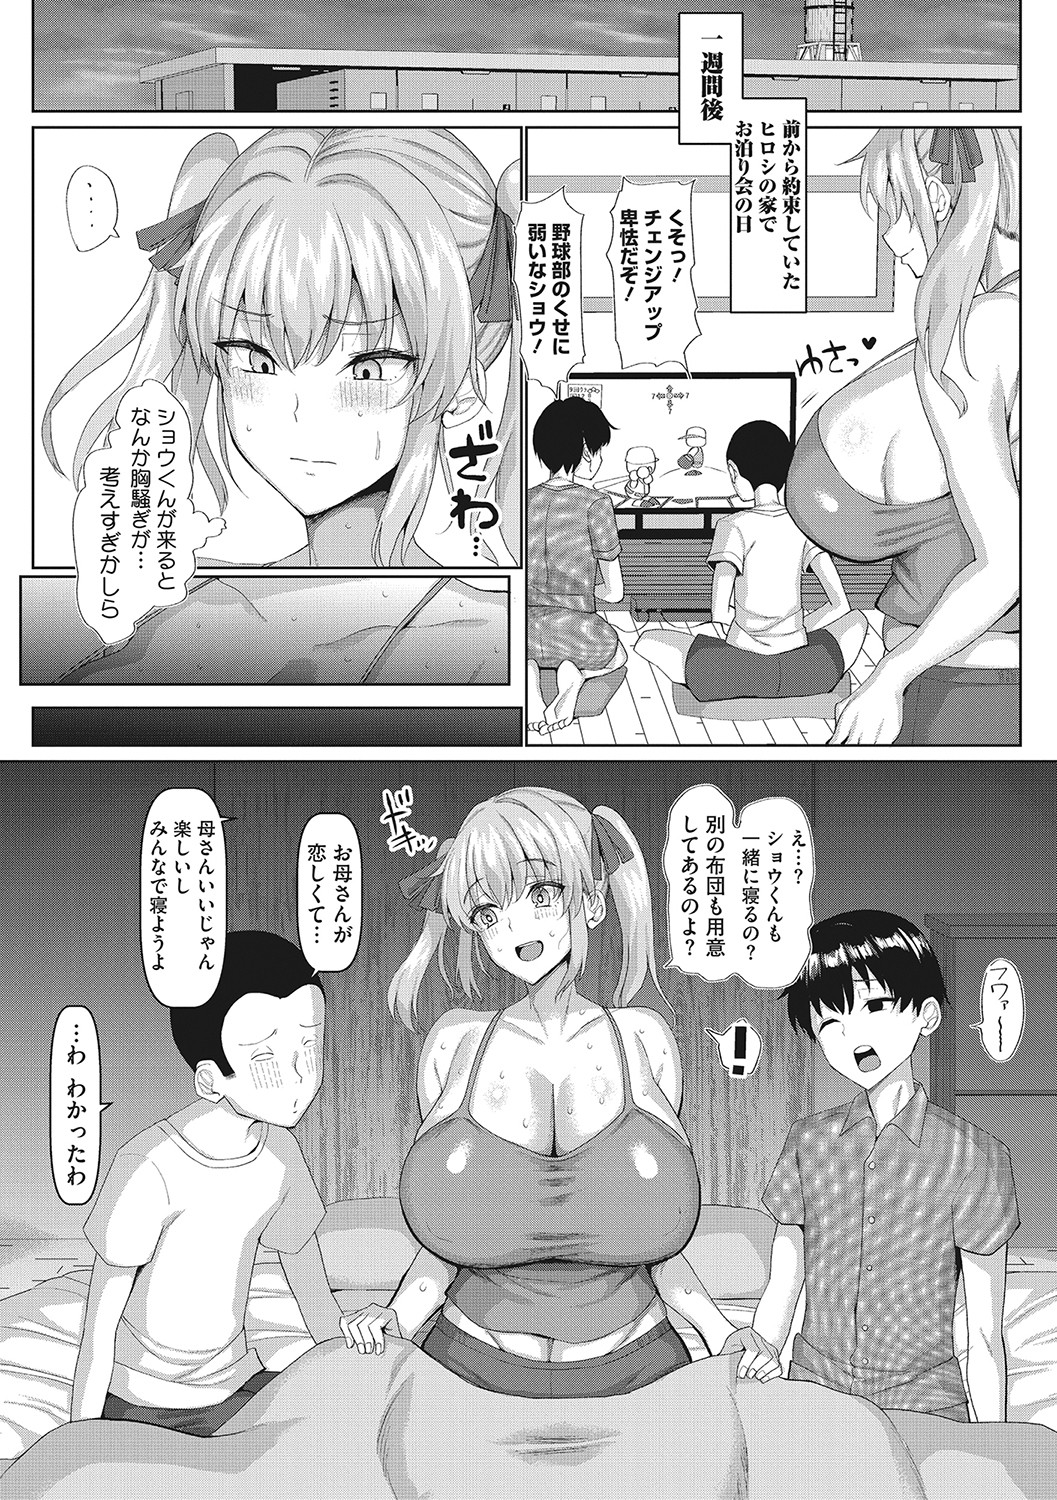 一週間後
前から約束していた
ヒロシの家で
お泊り会の日
くそっ！
チェンジアップ
卑怯だぞ！
野球部のくせに
弱いなショウ！
ゆさっ♥
、、、、
ざわ…
ショウくんが来ると
なんか胸騒ぎが…
考えすぎかしら
え…？
ショウくんも
一緒に寝るの？
別の布団も用意
してあるのよ？
フワァ〜
！
ドキドキッ
お母さんが
恋しくて…
母さんいいじゃん
楽しいし
みんなで寝ようよ
…わ わかったわ